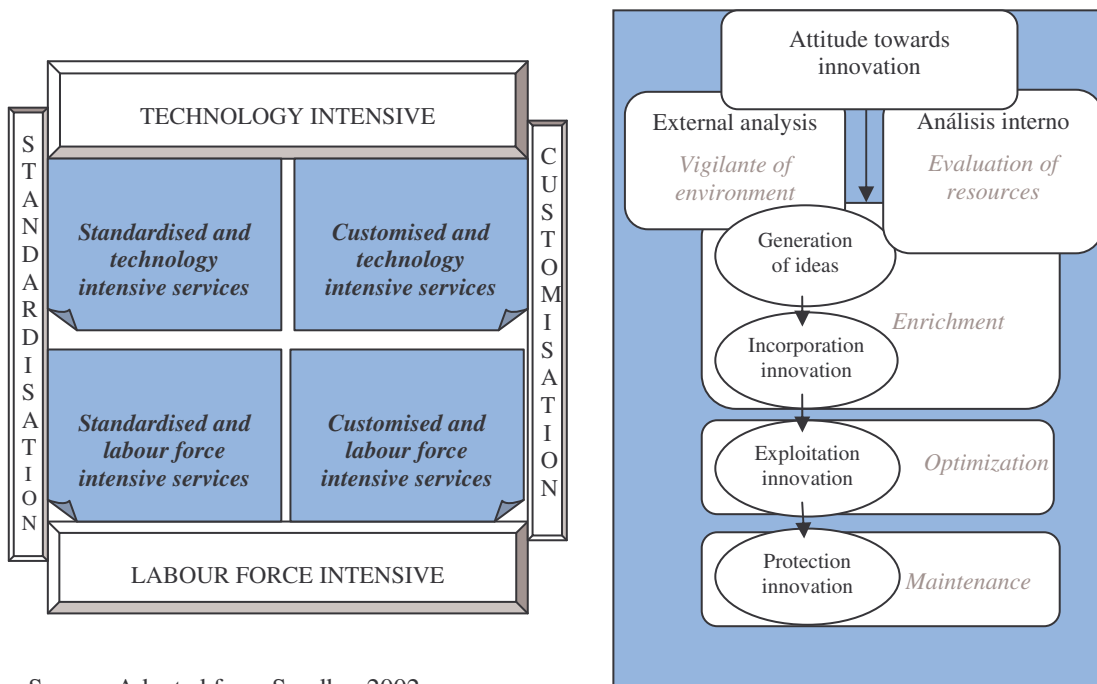 TECHNOLOGY INTENSIVE
STANDARDISATION
CUSTOMISATION
Standardised and
technology
intensive services
Customised and
technology
intensive services
Standardised and
labour force
intensive services
Customised and
labour force
intensive services
LABOUR FORCE INTENSIVE
Attitude towards
innovation
External analysis
Vigilante of
environment
Análisis interno
Evaluation of
resources
Generation
of ideas
Enrichment
Incorporation
innovation
Exploitation
innovation
Optimization
Protection
innovation
Maintenance